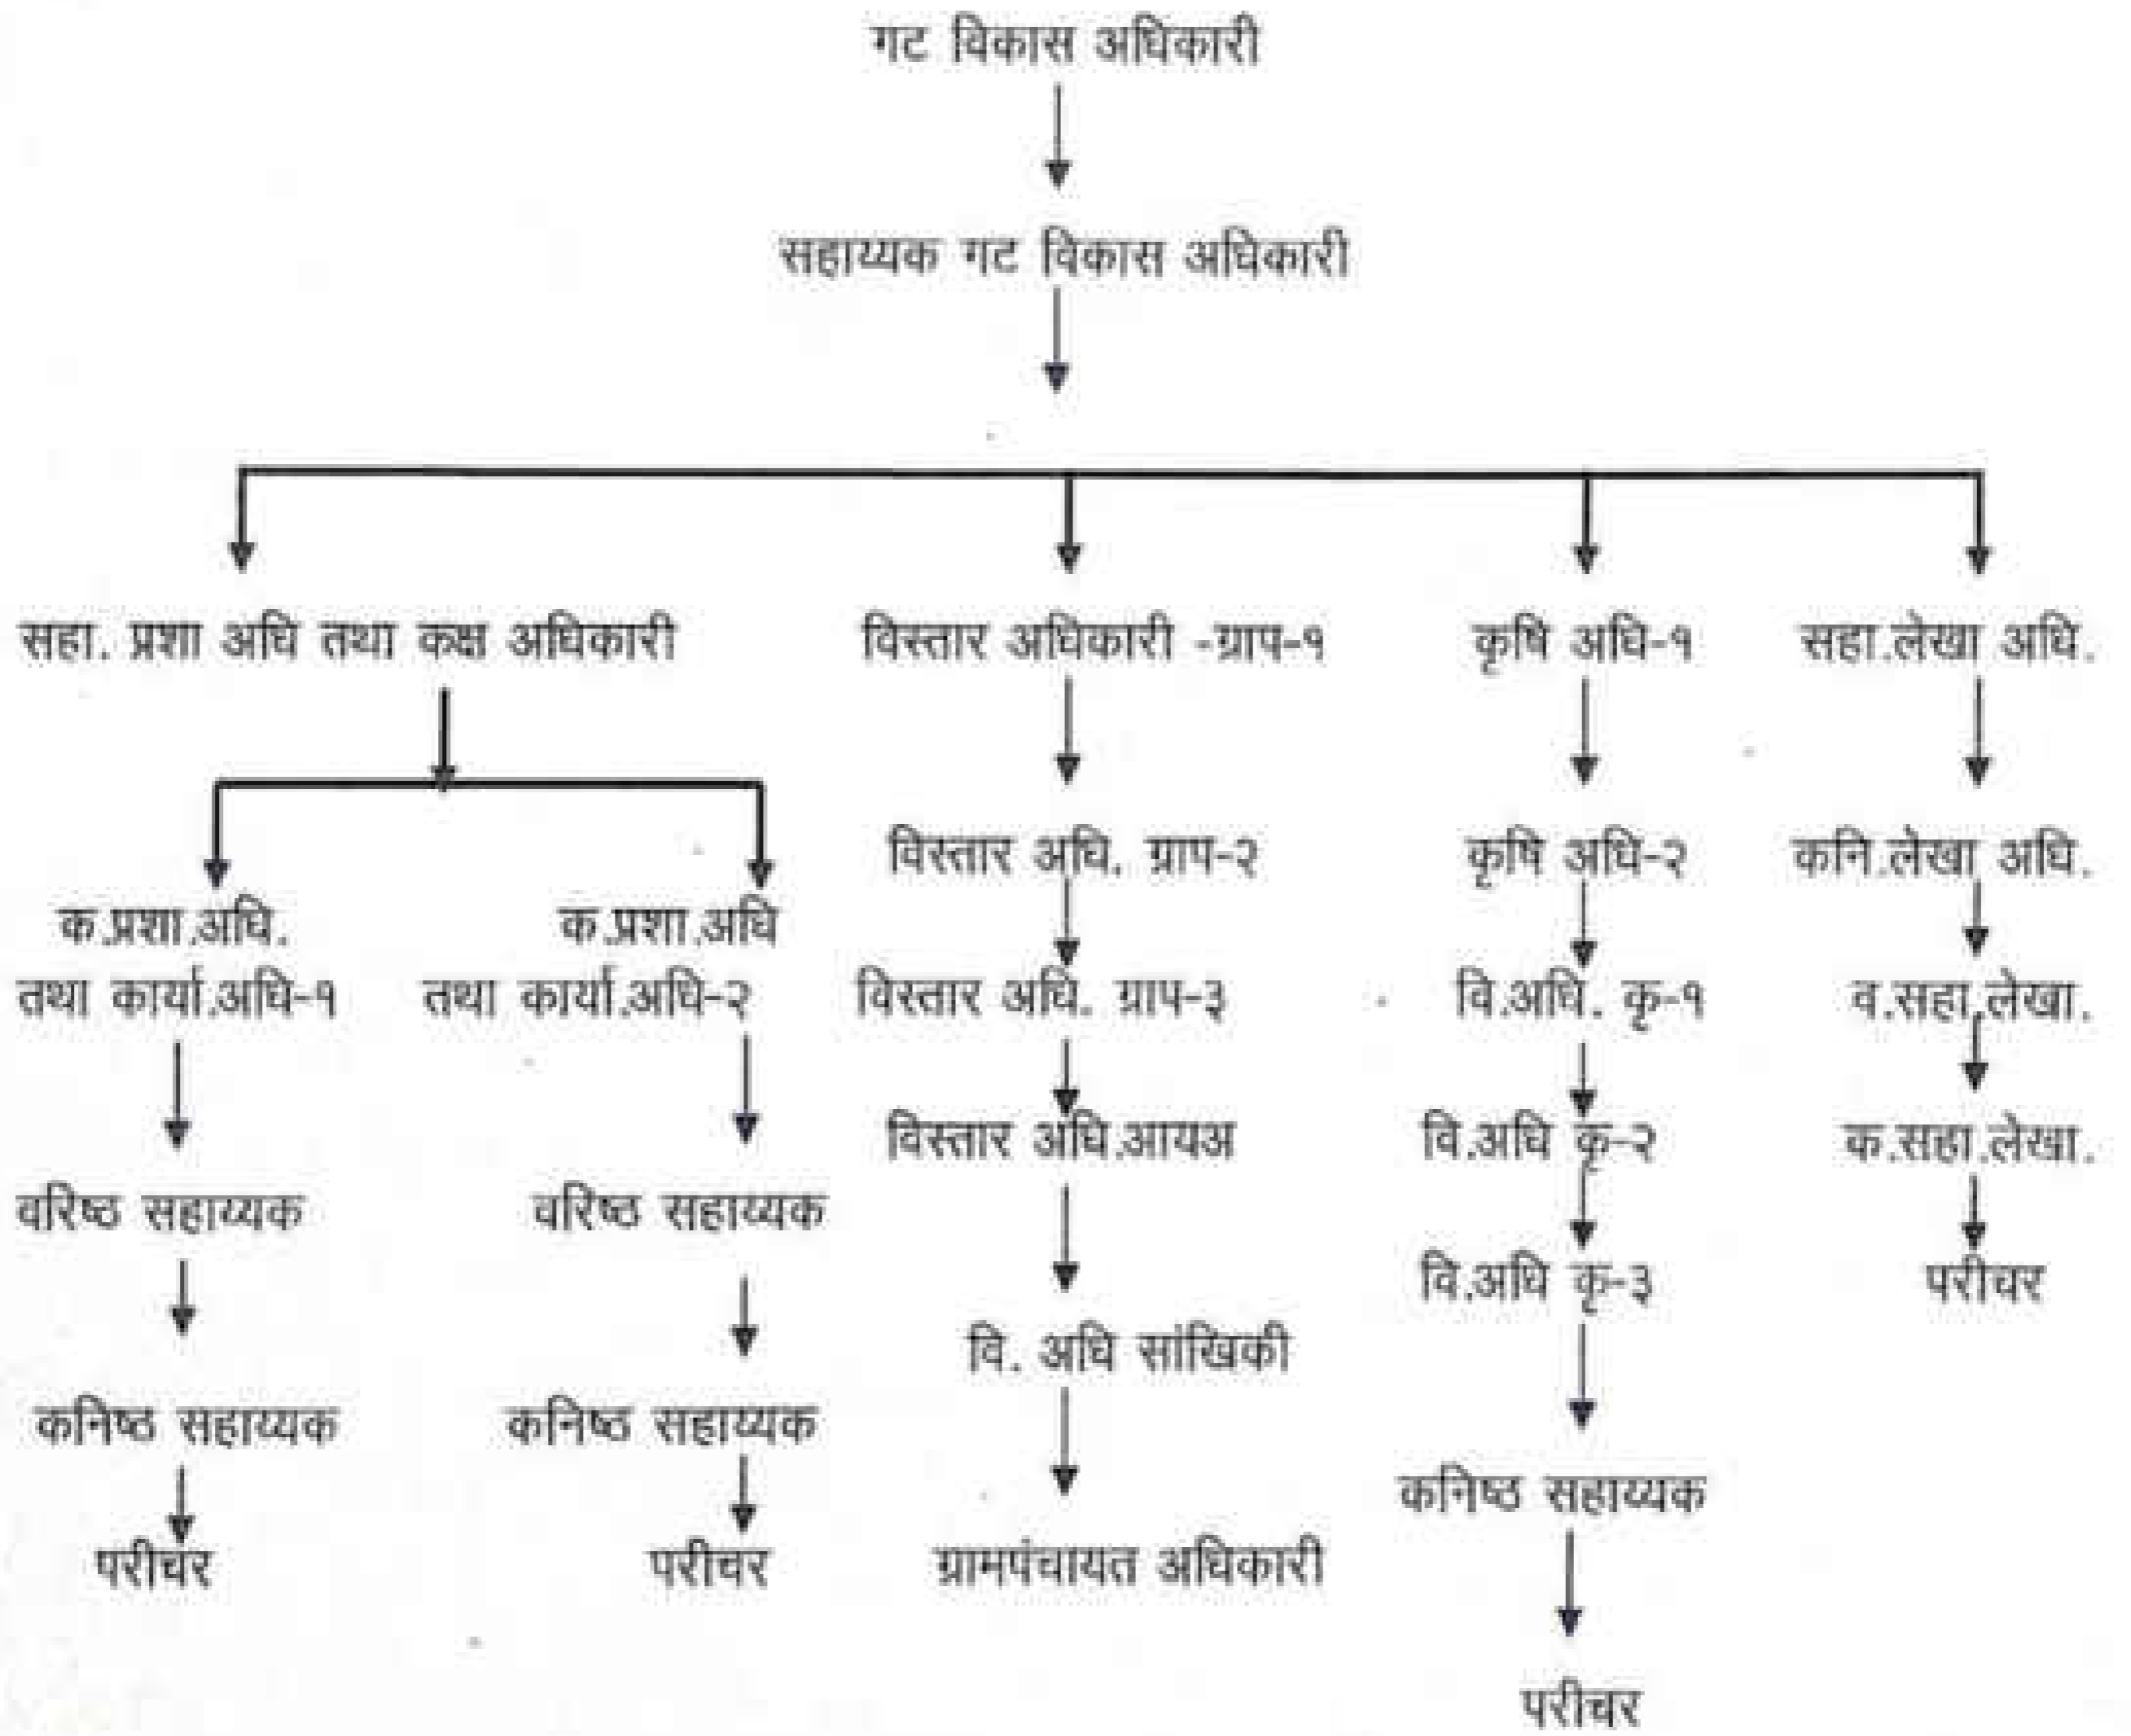 गट विकास अधिकारी
सहाय्यक गट विकास अधिकारी
सहा. प्रशा अधि तथा कक्ष अधिकारी
विस्तार अधिकारी -ग्राप-१
कृषि अधि-१
सहा.लेखा अधि.
विस्तार अधि. ग्राप-२
कृषि अधि-२
कनि.लेखा अधि.
क.प्रशा.अधि.
तथा कार्या.अधि-१
क.प्रशा.अधि
तथा कार्या.अधि-२
विस्तार अधि. ग्राप-३
वि.अधि. कृ-१
व.सहा.लेखा.
विस्तार अधि.आयअ
वि.अधि कृ-२
क.सहा.लेखा.
वरिष्ठ सहाय्यक
वरिष्ठ सहाय्यक
वि.अधि कृ-३
परीचर
वि. अधि सांखिकी
कनिष्ठ सहाय्यक
कनिष्ठ सहाय्यक
कनिष्ठ सहाय्यक
परीचर
परीचर
ग्रामपंचायत अधिकारी
परीचर